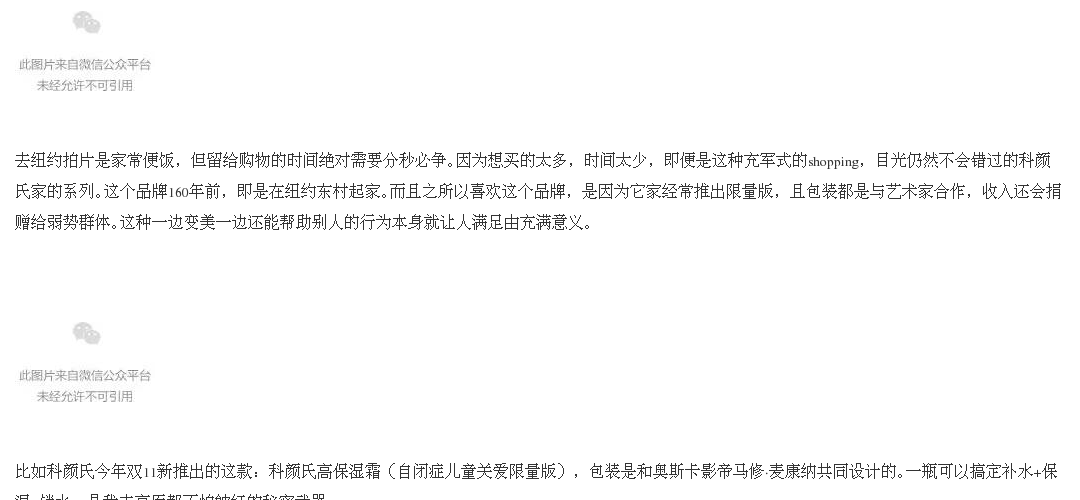 此图片来自微信公众平台
未经允许不可引用
去纽约拍片是家常便饭，但留给购物的时间绝对需要分秒必争。因为想买的太多，时间太少，即便是这种充军式的shopping，目光仍然不会错过的科颜
氏家的系列。这个品牌160年前，即是在纽约东村起家。而且之所以喜欢这个品牌，是因为它家经常推出限量版，且包装都是与艺术家合作，收入还会捐
赠给弱势群体。这种一边变美一边还能帮助别人的行为本身就让人满足由充满意义。
此图片来自微信公众平台
未经允许不可引用
比如科颜氏今年双11新推出的这款：科颜氏高保湿霜（自闭症儿童关爱限量版），包装是和奥斯卡影帝马修·麦康纳共同设计的。一瓶可以搞定补水+保